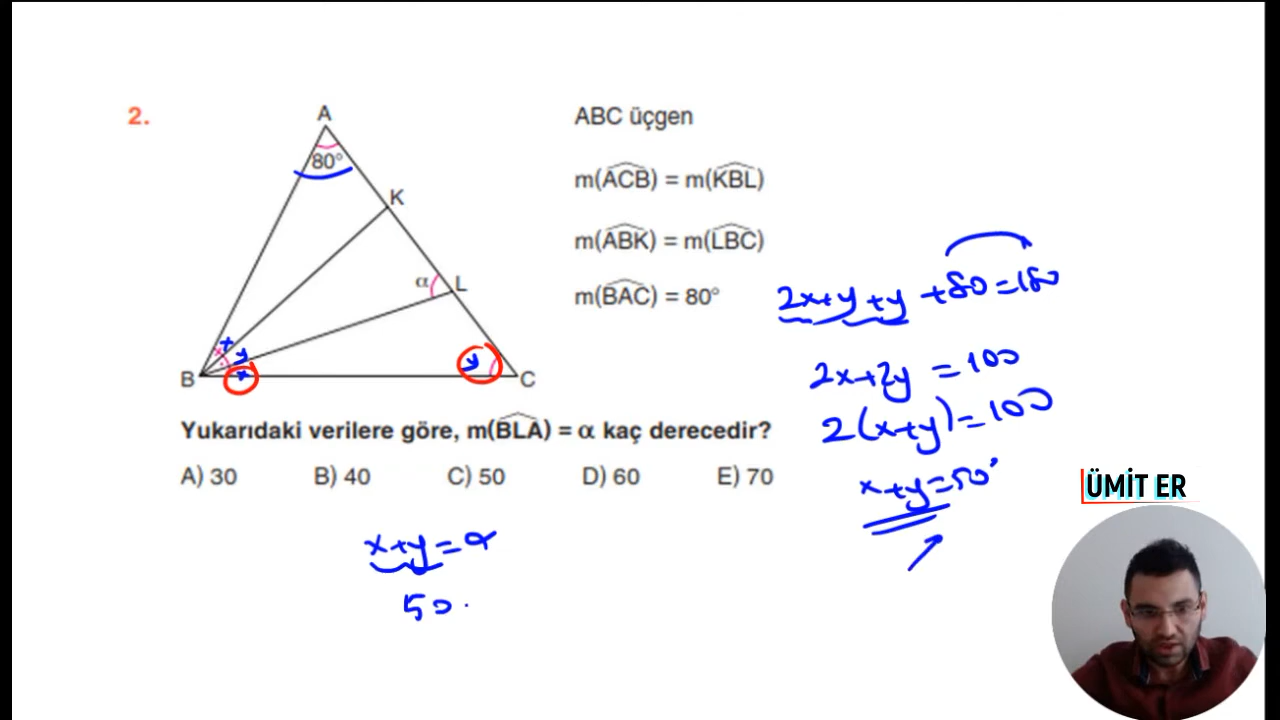 2.
A
ABC üçgen
80°
m(ACB) = m(KBL)
K
m(ABK) = m(LBC)
α
L
m(BAC) = 80°
2x+y+y+80=180
x
y
B
x
y
C
2x+2y=100
2(x+y)=100
Yukarıdaki verilere göre, m(BLA) = α kaç derecedir?
A) 30 B) 40 C) 50 D) 60 E) 70
x+y=50°
ÜMİT ER
x+y=α
50